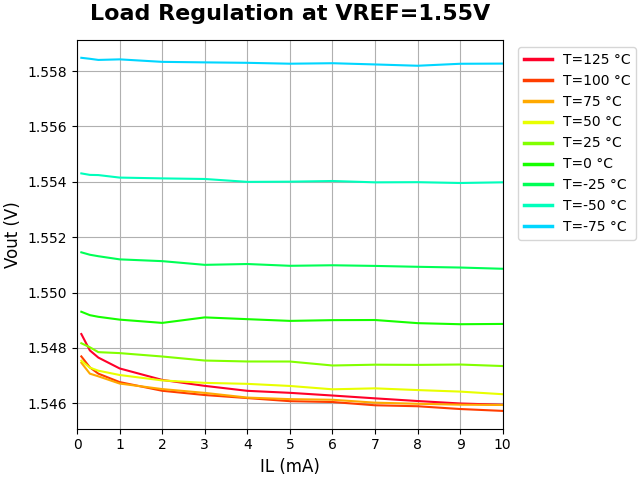 Load Regulation at VREF=1.55V
Vout (V)
1.558
1.556
1.554
1.552
1.550
1.548
1.546
0 1 2 3 4 5 6 7 8 9 10
IL (mA)
T=125 °C
T=100 °C
T=75 °C
T=50 °C
T=25 °C
T=0 °C
T=-25 °C
T=-50 °C
T=-75 °C